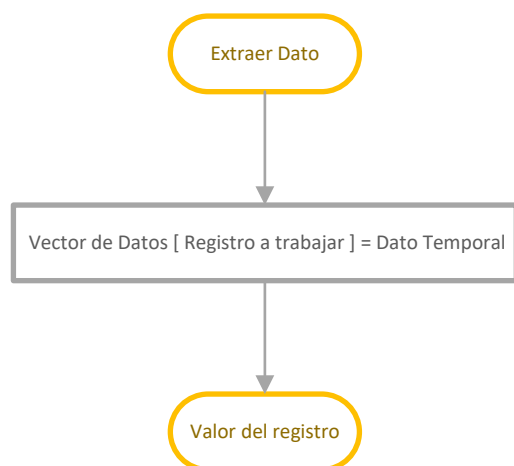 Extraer Dato
Vector de Datos [ Registro a trabajar ] = Dato Temporal
Valor del registro